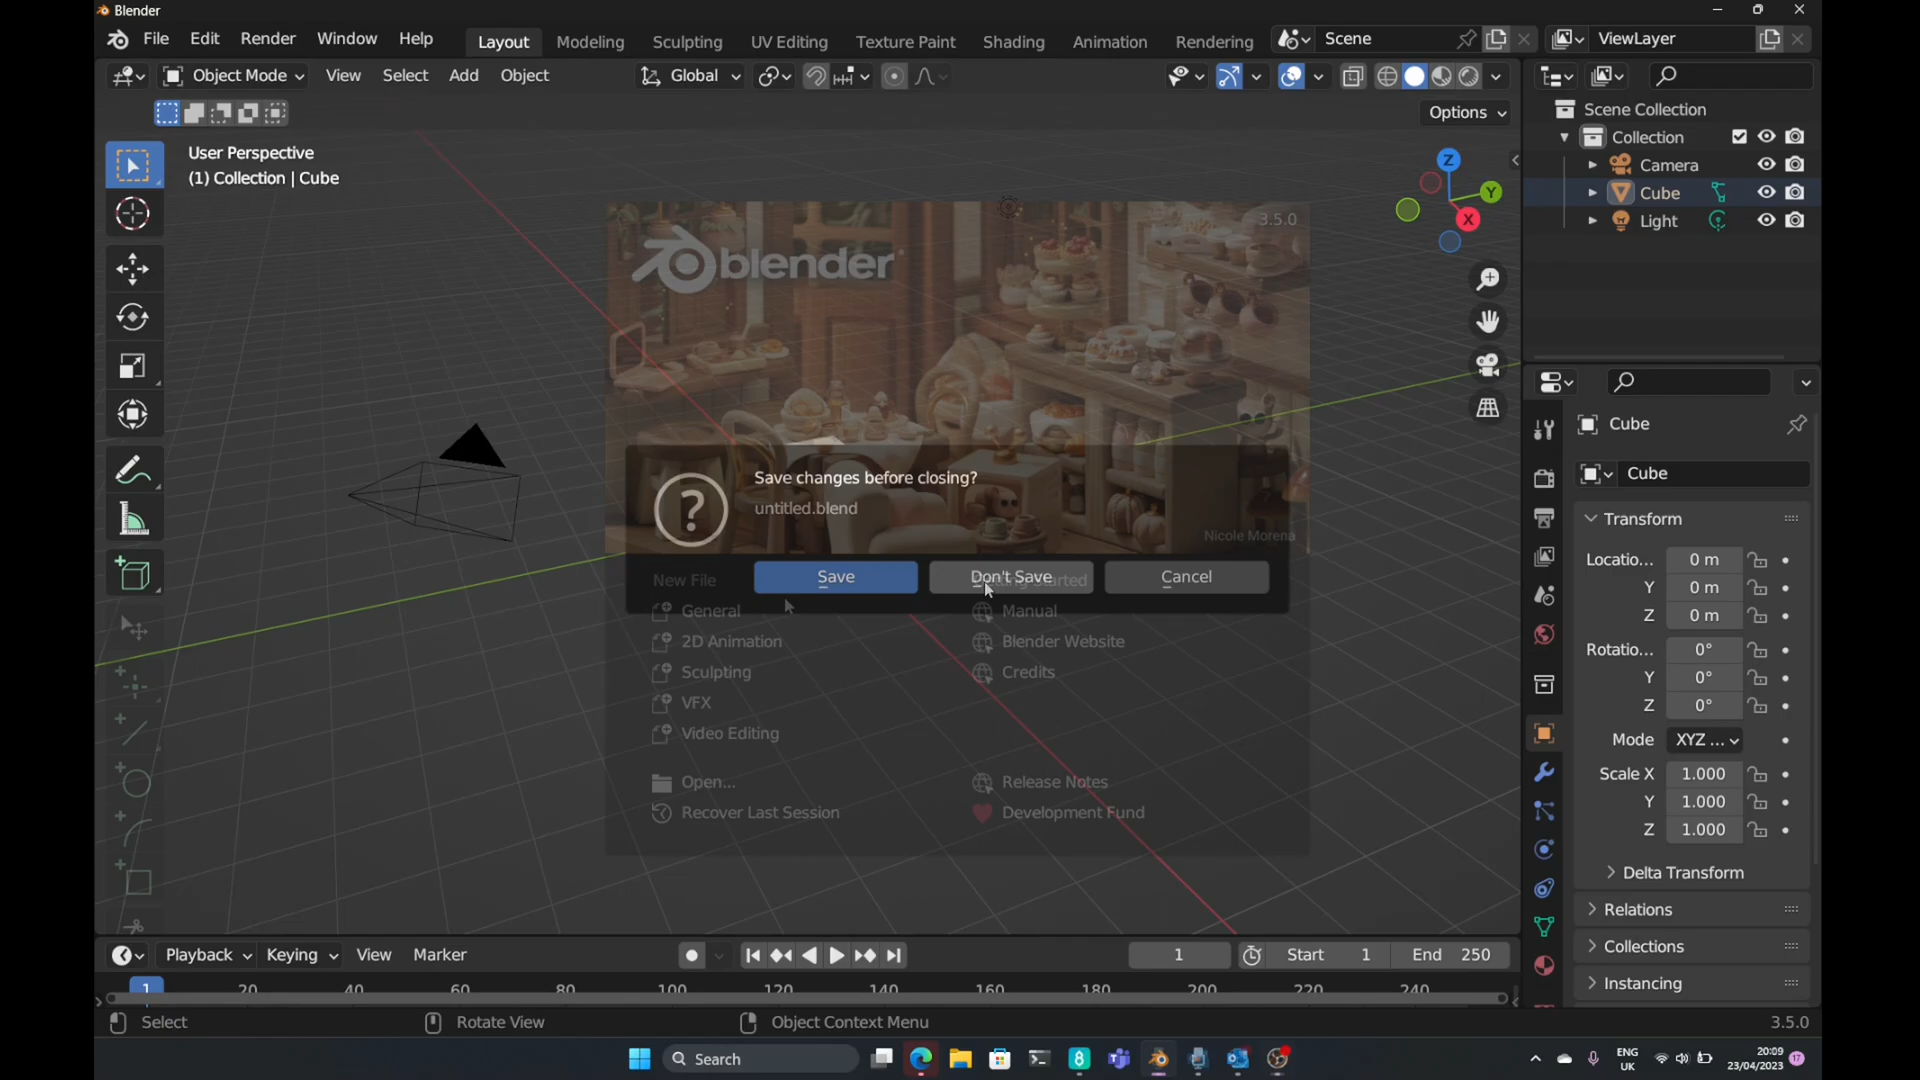 Blender
File Edit Render Window Help Layout Modeling Sculpting UV Editing Texture Paint Shading Animation Rendering Scene ViewLayer
Object Mode View Select Add Object Global
Options
User Perspective
(1) Collection | Cube
Z
Y
X
Scene Collection
Collection
Camera
Cube
Light
3.5.0
blender
Save changes before closing?
untitled.blend
Nicole Morena
Save Don't Save Cancel
New File
General Manual
2D Animation Blender Website
Sculpting Credits
VFX
Video Editing
Open... Release Notes
Recover Last Session Development Fund
Cube
Cube
Transform
Locatio... 0 m
Y 0 m
Z 0 m
Rotatio... 0°
Y 0°
Z 0°
Mode XYZ ...
Scale X 1.000
Y 1.000
Z 1.000
Delta Transform
Relations
Collections
Instancing
Playback Keying View Marker 1 Start 1 End 250
1 20 40 60 80 100 120 140 160 180 200 220 240
Select Rotate View Object Context Menu 3.5.0
Search
ENG
UK
20:09
23/04/2023
17